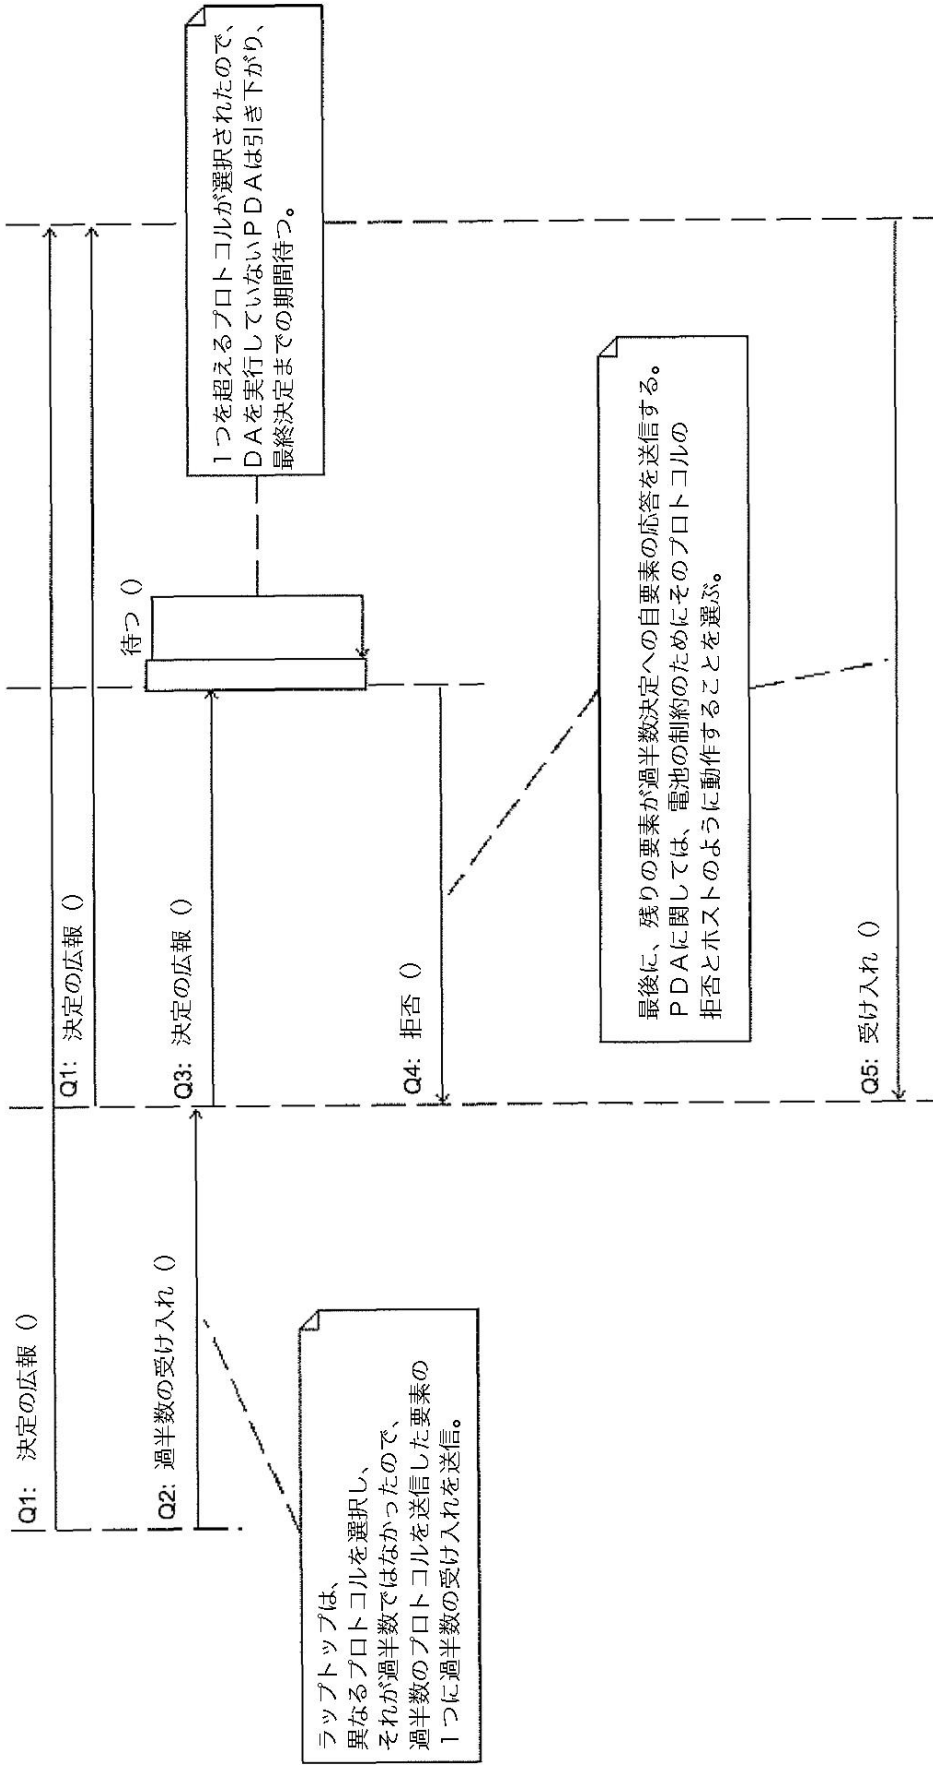 Q1: 決定の広報 ()
Q1: 決定の広報 ()
Q2: 過半数の受け入れ ()
Q3: 決定の広報 ()
待つ ()
1つを超えるプロトコルが選択されたので、
DAを実行していないPDAは引き下がり、
最終決定までの期間待つ。
ラップトップは、
異なるプロトコルを選択し、
それが過半数ではなかったので、
過半数のプロトコルを送信した要素の
1つに過半数の受け入れを送信。
Q4: 拒否 ()
最後に、残りの要素が過半数決定への自要素の応答を送信する。
PDAに関しては、電池の制約のためにそのプロトコルの
拒否とホストのように動作することを選ぶ。
Q5: 受け入れ ()